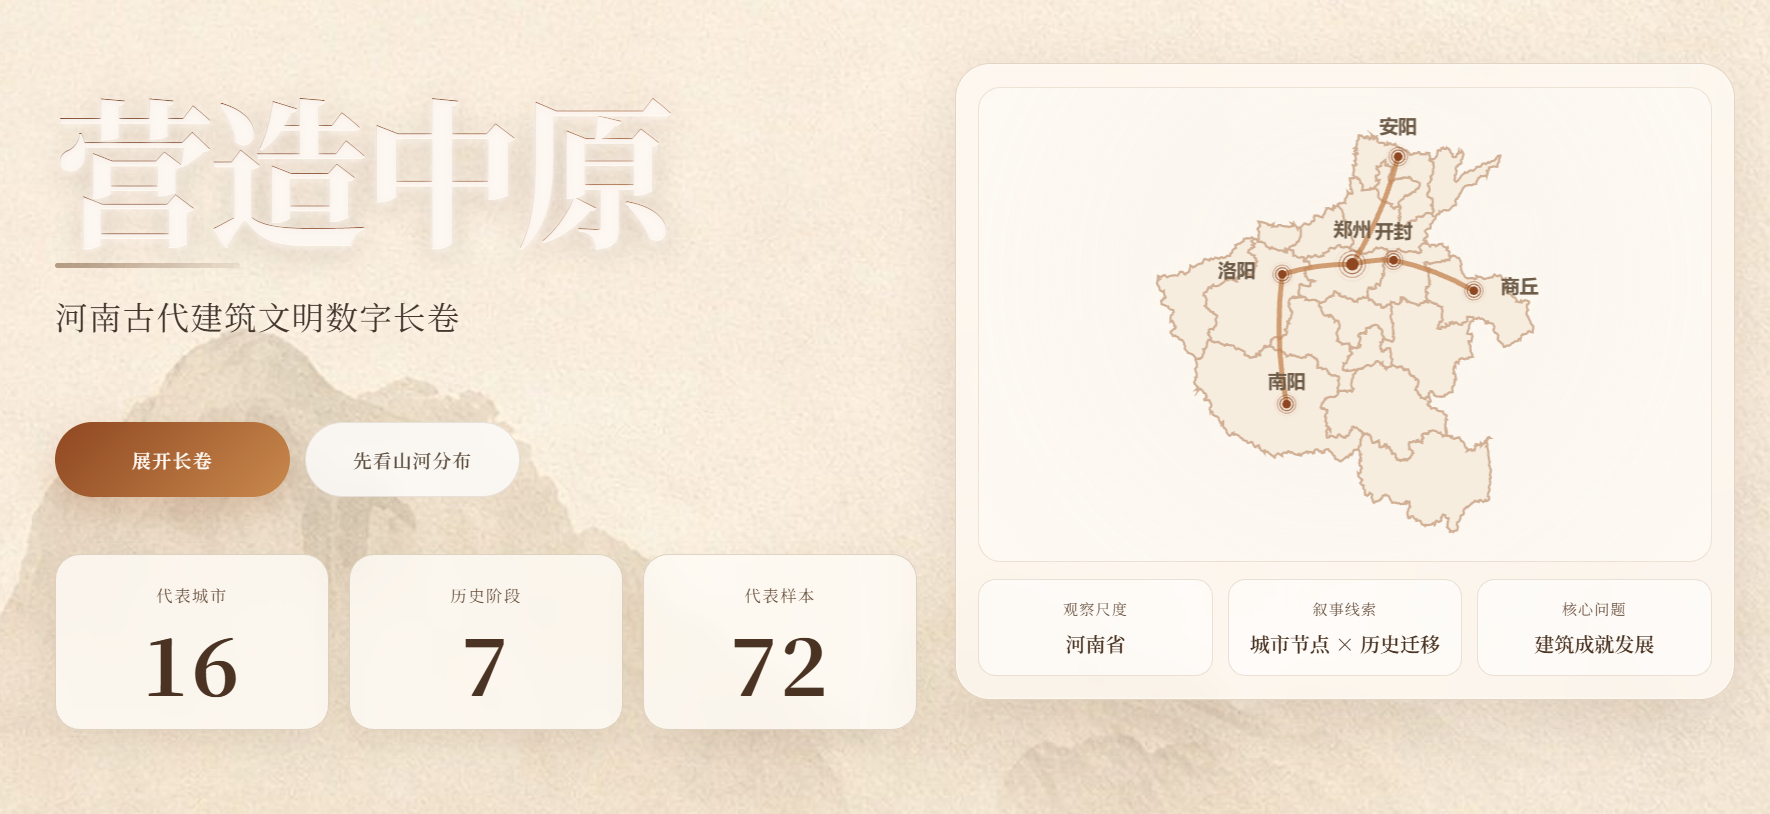 营造中原
河南古代建筑文明数字长卷
展开长卷
先看山河分布
代表城市
16
历史阶段
7
代表样本
72
安阳
郑州
开封
洛阳
商丘
南阳
观察尺度
河南省
叙事线索
城市节点 × 历史迁移
核心问题
建筑成就发展